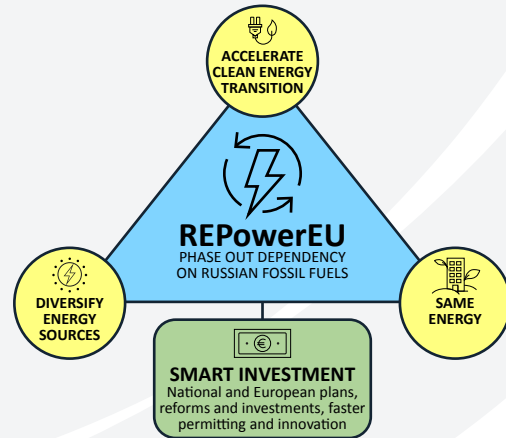 ACCELERATE
CLEAN ENERGY
TRANSITION
REPowerEU
PHASE OUT DEPENDENCY
ON RUSSIAN FOSSIL FUELS
DIVERSIFY
ENERGY
SOURCES
SAME
ENERGY
€
SMART INVESTMENT
National and European plans,
reforms and investments, faster
permitting and innovation